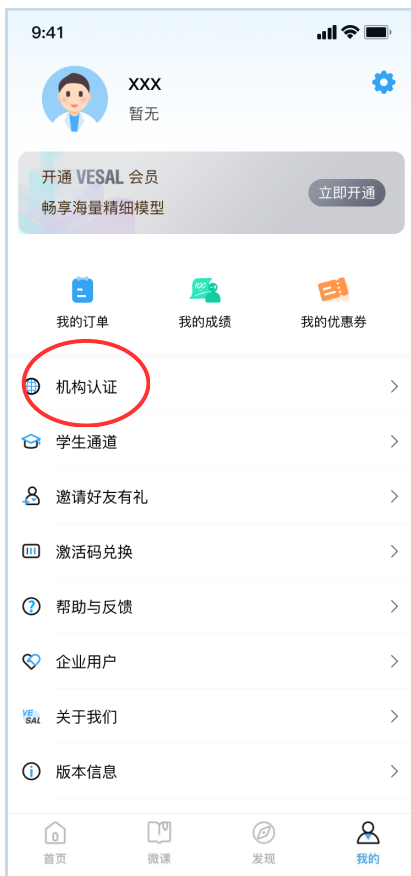 9:41
XXX
暂无
开通 VESAL 会员
畅享海量精细模型
立即开通
100
我的订单
我的成绩
我的优惠券
机构认证
学生通道
邀请好友有礼
激活码兑换
帮助与反馈
企业用户
VE SAL
关于我们
版本信息
首页
微课
发现
我的